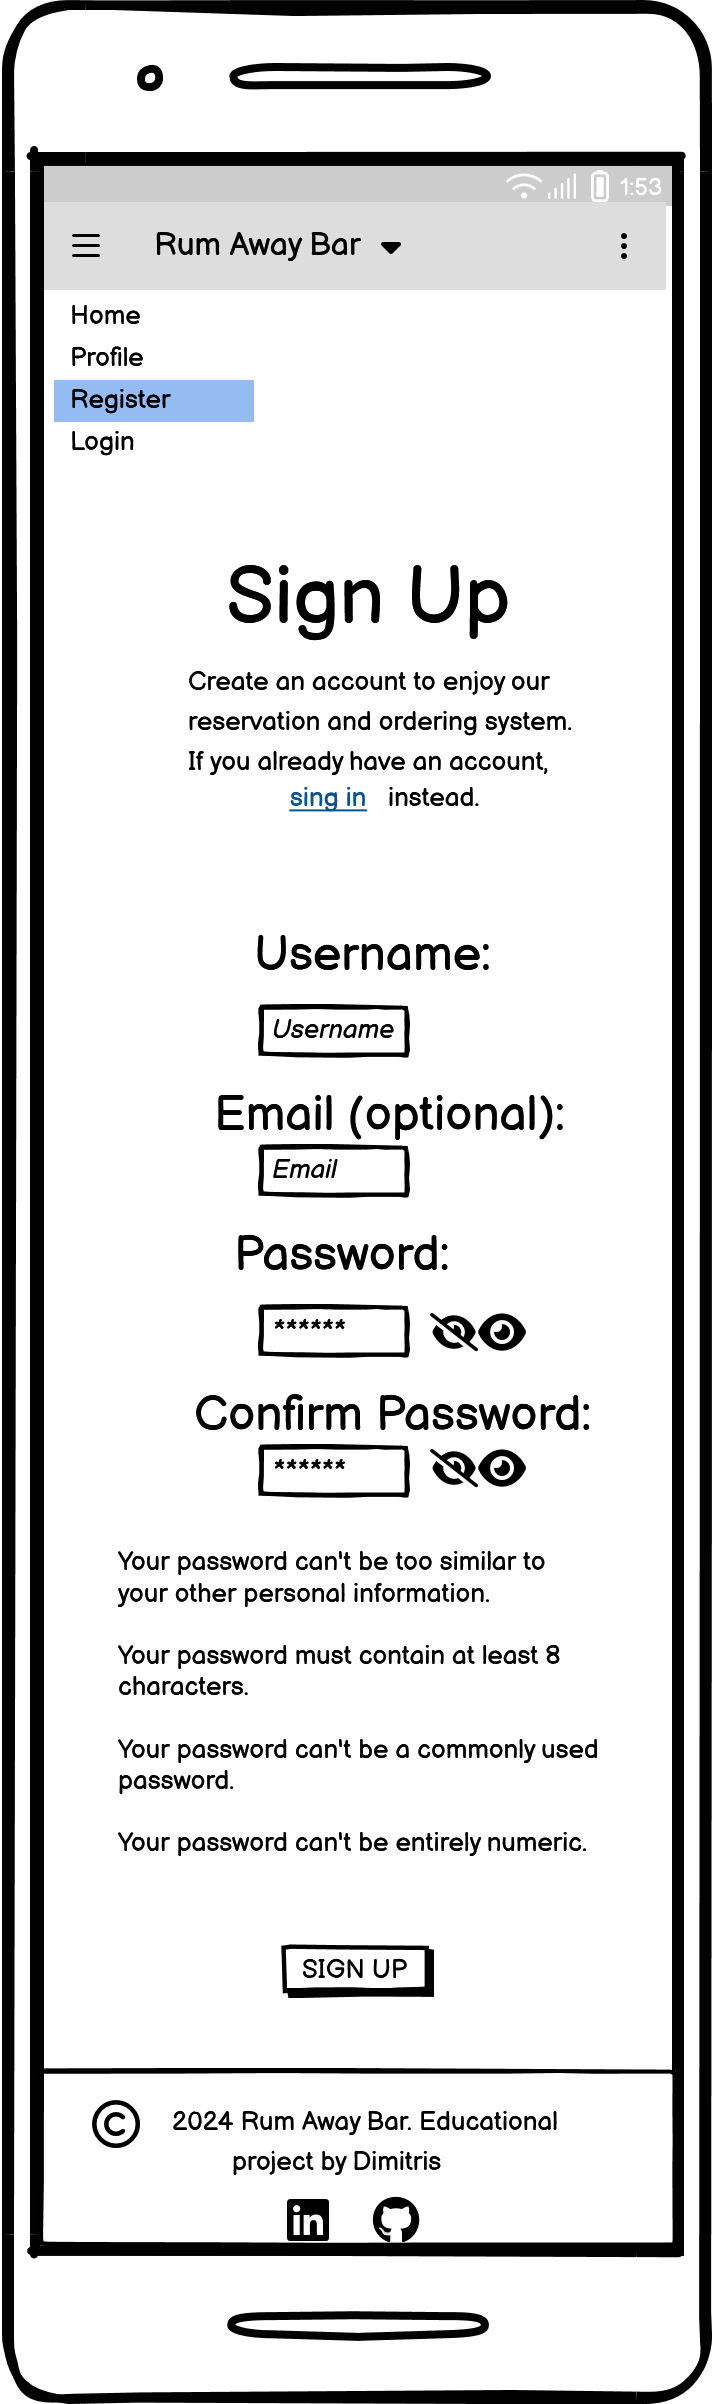 1:53
Rum Away Bar
Home
Profile
Register
Login
Sign Up
Create an account to enjoy our
reservation and ordering system.
If you already have an account,
sing in instead.
Username:
Username
Email (optional):
Email
Password:
******
Confirm Password:
******
Your password can't be too similar to
your other personal information.
Your password must contain at least 8
characters.
Your password can't be a commonly used
password.
Your password can't be entirely numeric.
SIGN UP
© 2024 Rum Away Bar. Educational
project by Dimitris
in